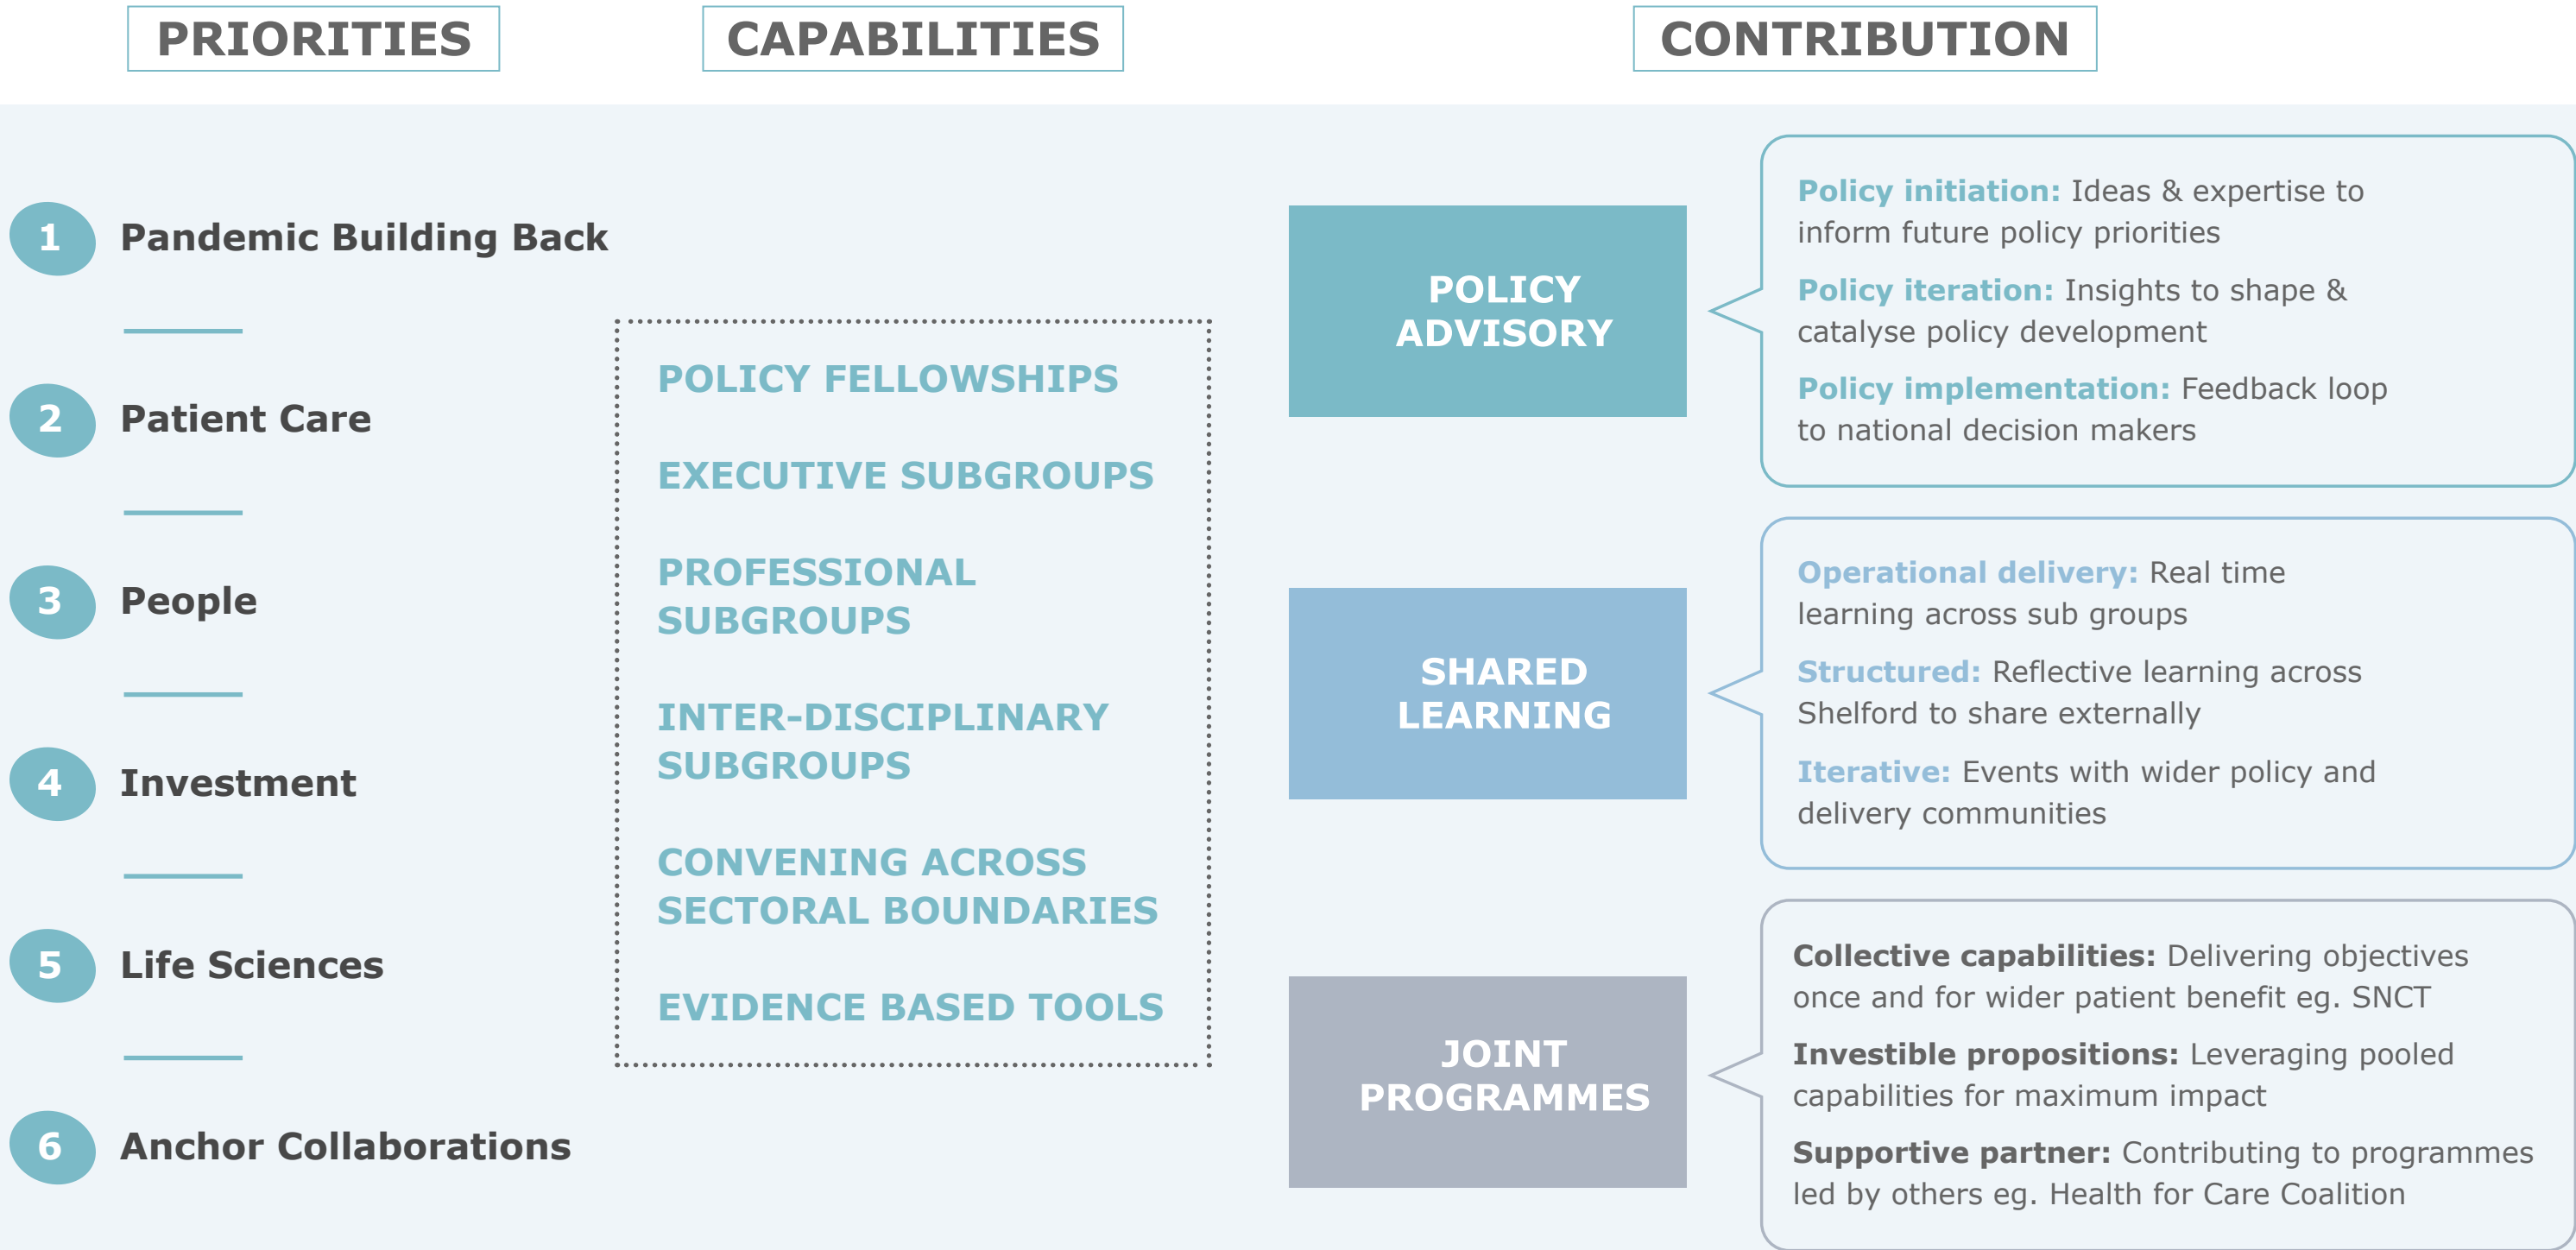 PRIORITIES
CAPABILITIES
CONTRIBUTION
1
Pandemic Building Back
2
Patient Care
3
People
4
Investment
5
Life Sciences
6
Anchor Collaborations
POLICY FELLOWSHIPS
EXECUTIVE SUBGROUPS
PROFESSIONAL
SUBGROUPS
INTER-DISCIPLINARY
SUBGROUPS
CONVENING ACROSS
SECTORAL BOUNDARIES
EVIDENCE BASED TOOLS
POLICY
ADVISORY
Policy initiation: Ideas & expertise to
inform future policy priorities
Policy iteration: Insights to shape &
catalyse policy development
Policy implementation: Feedback loop
to national decision makers
SHARED
LEARNING
Operational delivery: Real time
learning across sub groups
Structured: Reflective learning across
Shelford to share externally
Iterative: Events with wider policy and
delivery communities
JOINT
PROGRAMMES
Collective capabilities: Delivering objectives
once and for wider patient benefit eg. SNCT
Investible propositions: Leveraging pooled
capabilities for maximum impact
Supportive partner: Contributing to programmes
led by others eg. Health for Care Coalition